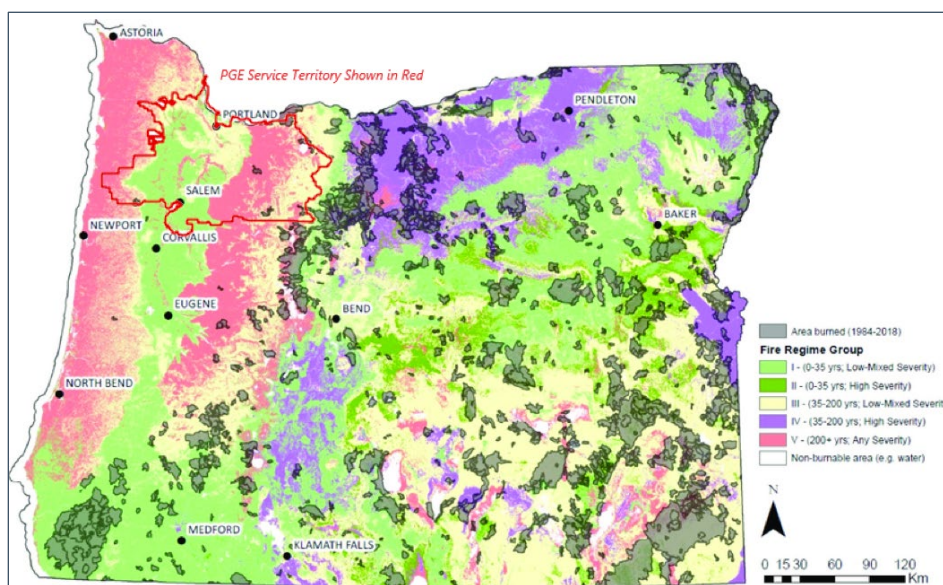 ASTORIA
PGE Service Territory Shown in Red
PENDLETON
PORTLAND
SALEM
BAKER
NEWPORT
CORVALLIS
EUGENE
BEND
NORTH BEND
MEDFORD
KLAMATH FALLS
Area burned (1984-2018)
Fire Regime Group
I - (0-35 yrs; Low-Mixed Severity)
II - (0-35 yrs; High Severity)
III - (35-200 yrs; Low-Mixed Severit
IV - (35-200 yrs; High Severity)
V - (200+ yrs; Any Severity)
Non-burnable area (e.g. water)
N
0 15 30 60 90 120
Km